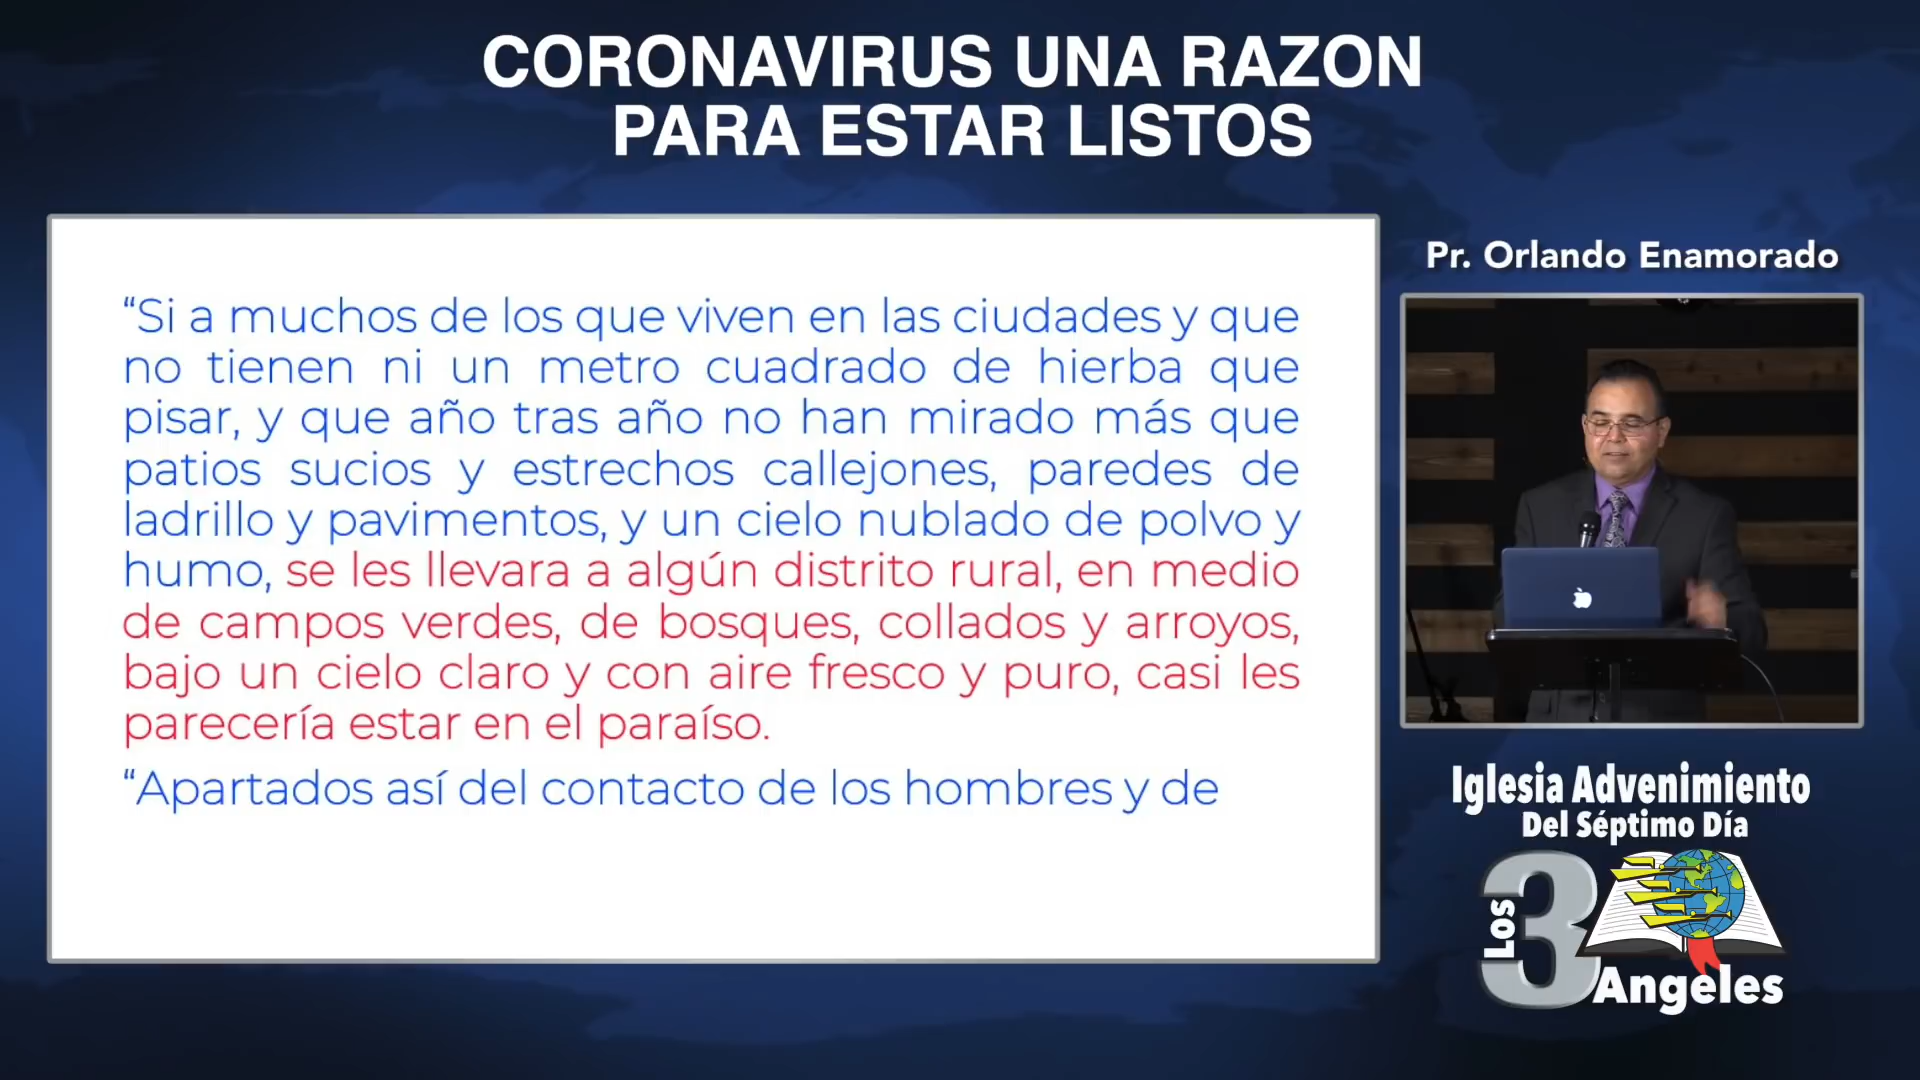 CORONAVIRUS UNA RAZON
PARA ESTAR LISTOS
“Si a muchos de los que viven en las ciudades y que
no tienen ni un metro cuadrado de hierba que
pisar, y que año tras año no han mirado más que
patios sucios y estrechos callejones, paredes de
ladrillo y pavimentos, y un cielo nublado de polvo y
humo, se les llevara a algún distrito rural, en medio
de campos verdes, de bosques, collados y arroyos,
bajo un cielo claro y con aire fresco y puro, casi les
parecería estar en el paraíso.
“Apartados así del contacto de los hombres y de
Pr. Orlando Enamorado
Iglesia Advenimiento
Del Séptimo Día
Los 3
Angeles